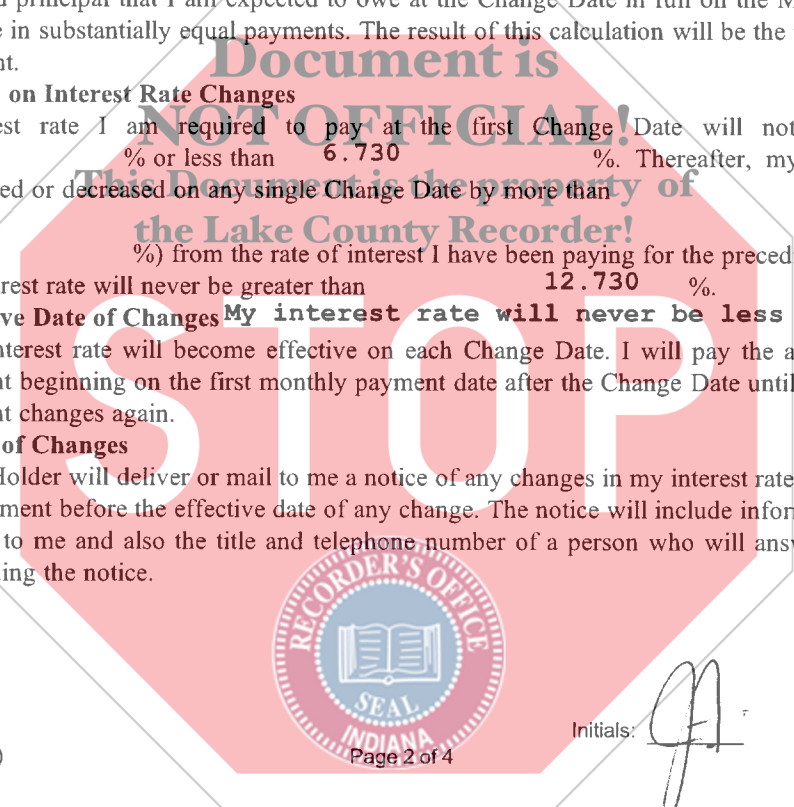 principal that I am expected to owe at the Change Date in full on the
e in substantially equal payments. The result of this calculation will be the
nt.
Document is
on Interest Rate Changes
NOT OFFICIAL!
est rate I am required to pay at the first Change Date will not
% or less than 6.730 %. Thereafter, my
This Document is the property of
ed or decreased on any single Change Date by more than
the Lake County Recorder!
%) from the rate of interest I have been paying for the preced
rest rate will never be greater than 12.730 %.
ve Date of Changes My interest rate will never be less
nterest rate will become effective on each Change Date. I will pay the a
nt beginning on the first monthly payment date after the Change Date until
nt changes again.
of Changes
STOP
Holder will deliver or mail to me a notice of any changes in my interest rate
ment before the effective date of any change. The notice will include infor
to me and also the title and telephone number of a person who will ans
ing the notice.
RECORDER'S OFFICE
SEAL
INDIANA
Initials:
)
Page 2 of 4